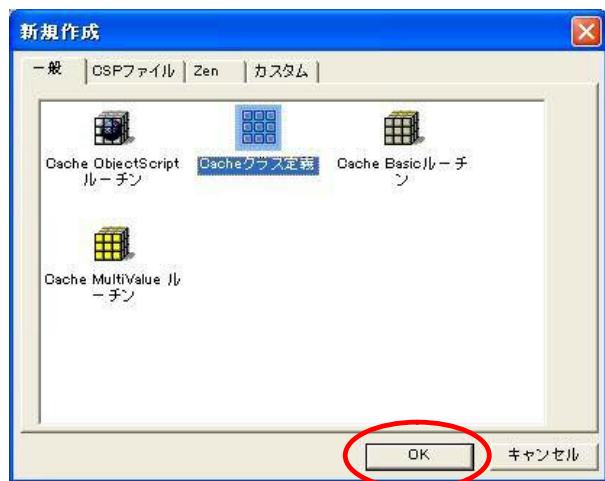 新規作成
一般 CSPファイル Zen カスタム
Cache ObjectScript
ルーチン
Cacheクラス定義
Cache Basicルーチ
ン
Cache MultiValue ル
ーチン
OK キャンセル